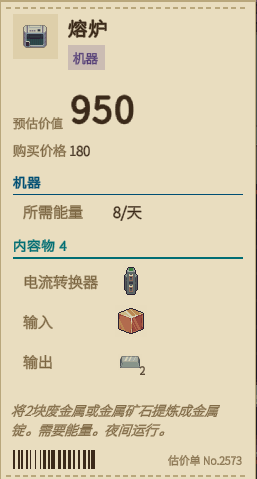 熔炉
机器
预估价值 950
购买价格 180
机器
所需能量 8/天
内容物 4
电流转换器
输入
输出 2
将2块废金属或金属矿石提炼成金属
锭。需要能量。夜间运行。
估价单 No.2573